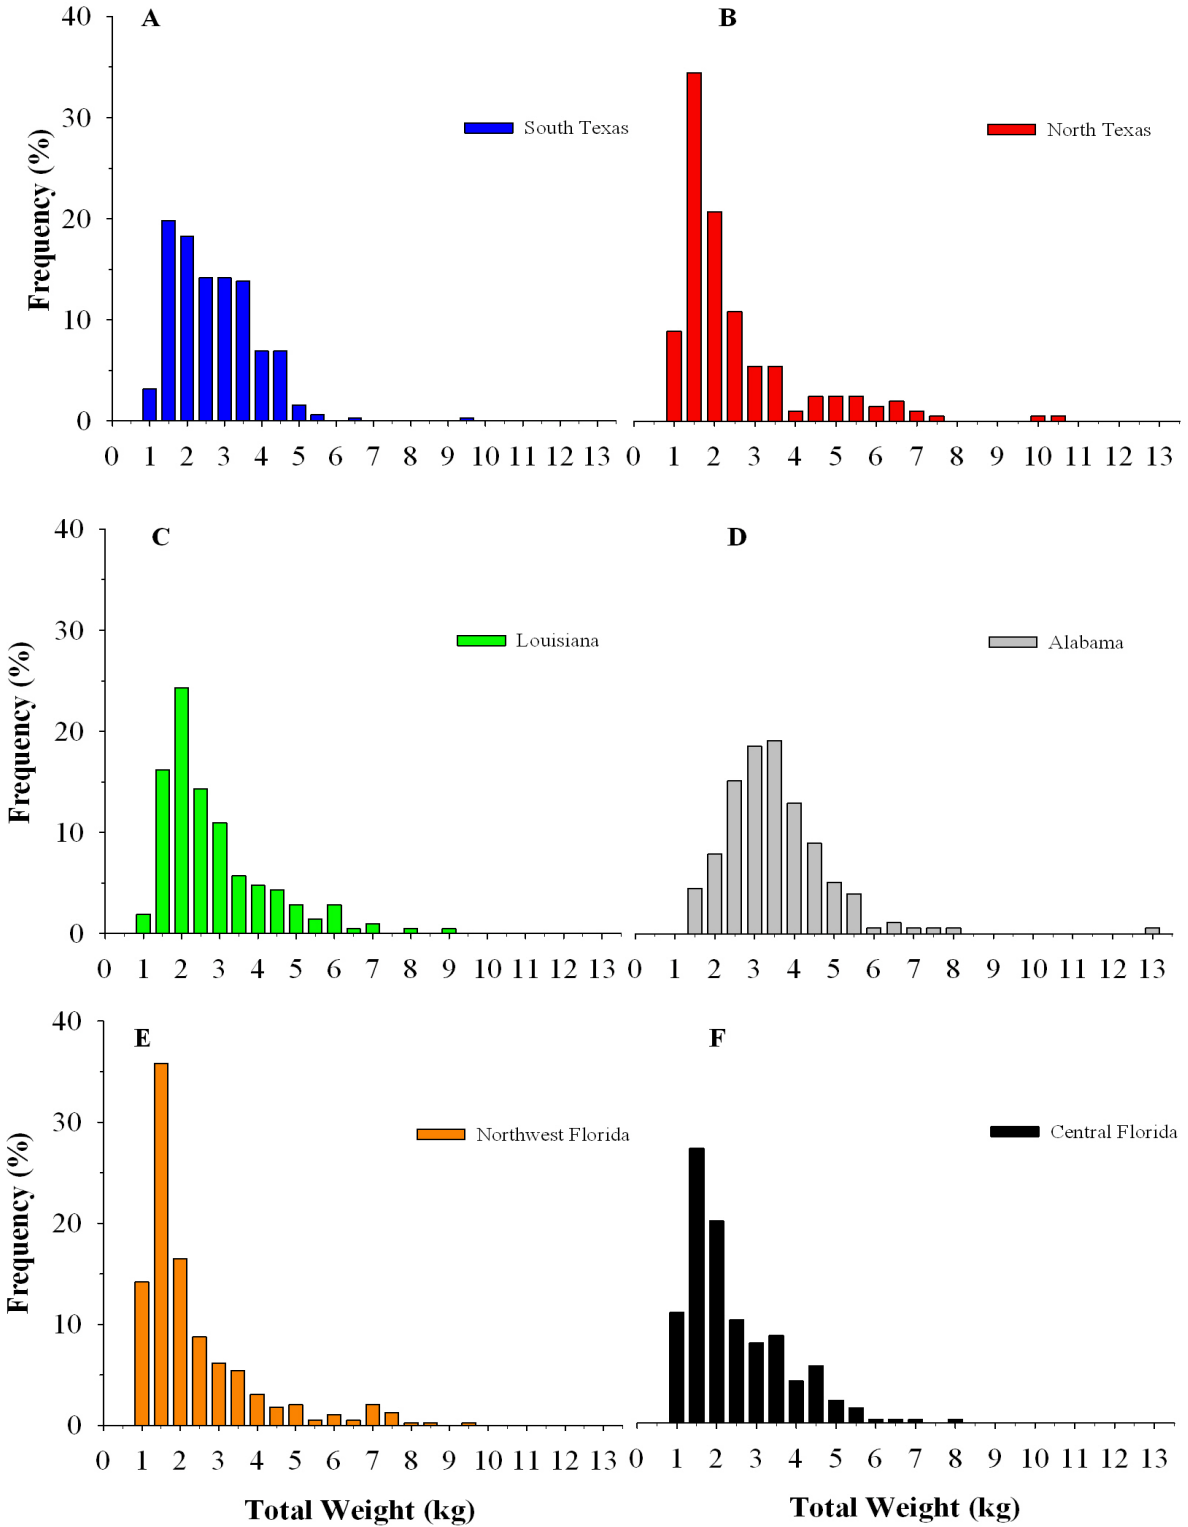 A
B
40
30
20
10
0
Frequency (%)
South Texas
North Texas
0 1 2 3 4 5 6 7 8 9 10 11 12 13
0 1 2 3 4 5 6 7 8 9 10 11 12 13
C
D
40
30
20
10
0
Frequency (%)
Louisiana
Alabama
0 1 2 3 4 5 6 7 8 9 10 11 12 13
0 1 2 3 4 5 6 7 8 9 10 11 12 13
E
F
40
30
20
10
0
Frequency (%)
Northwest Florida
Central Florida
0 1 2 3 4 5 6 7 8 9 10 11 12 13
0 1 2 3 4 5 6 7 8 9 10 11 12 13
Total Weight (kg)
Total Weight (kg)